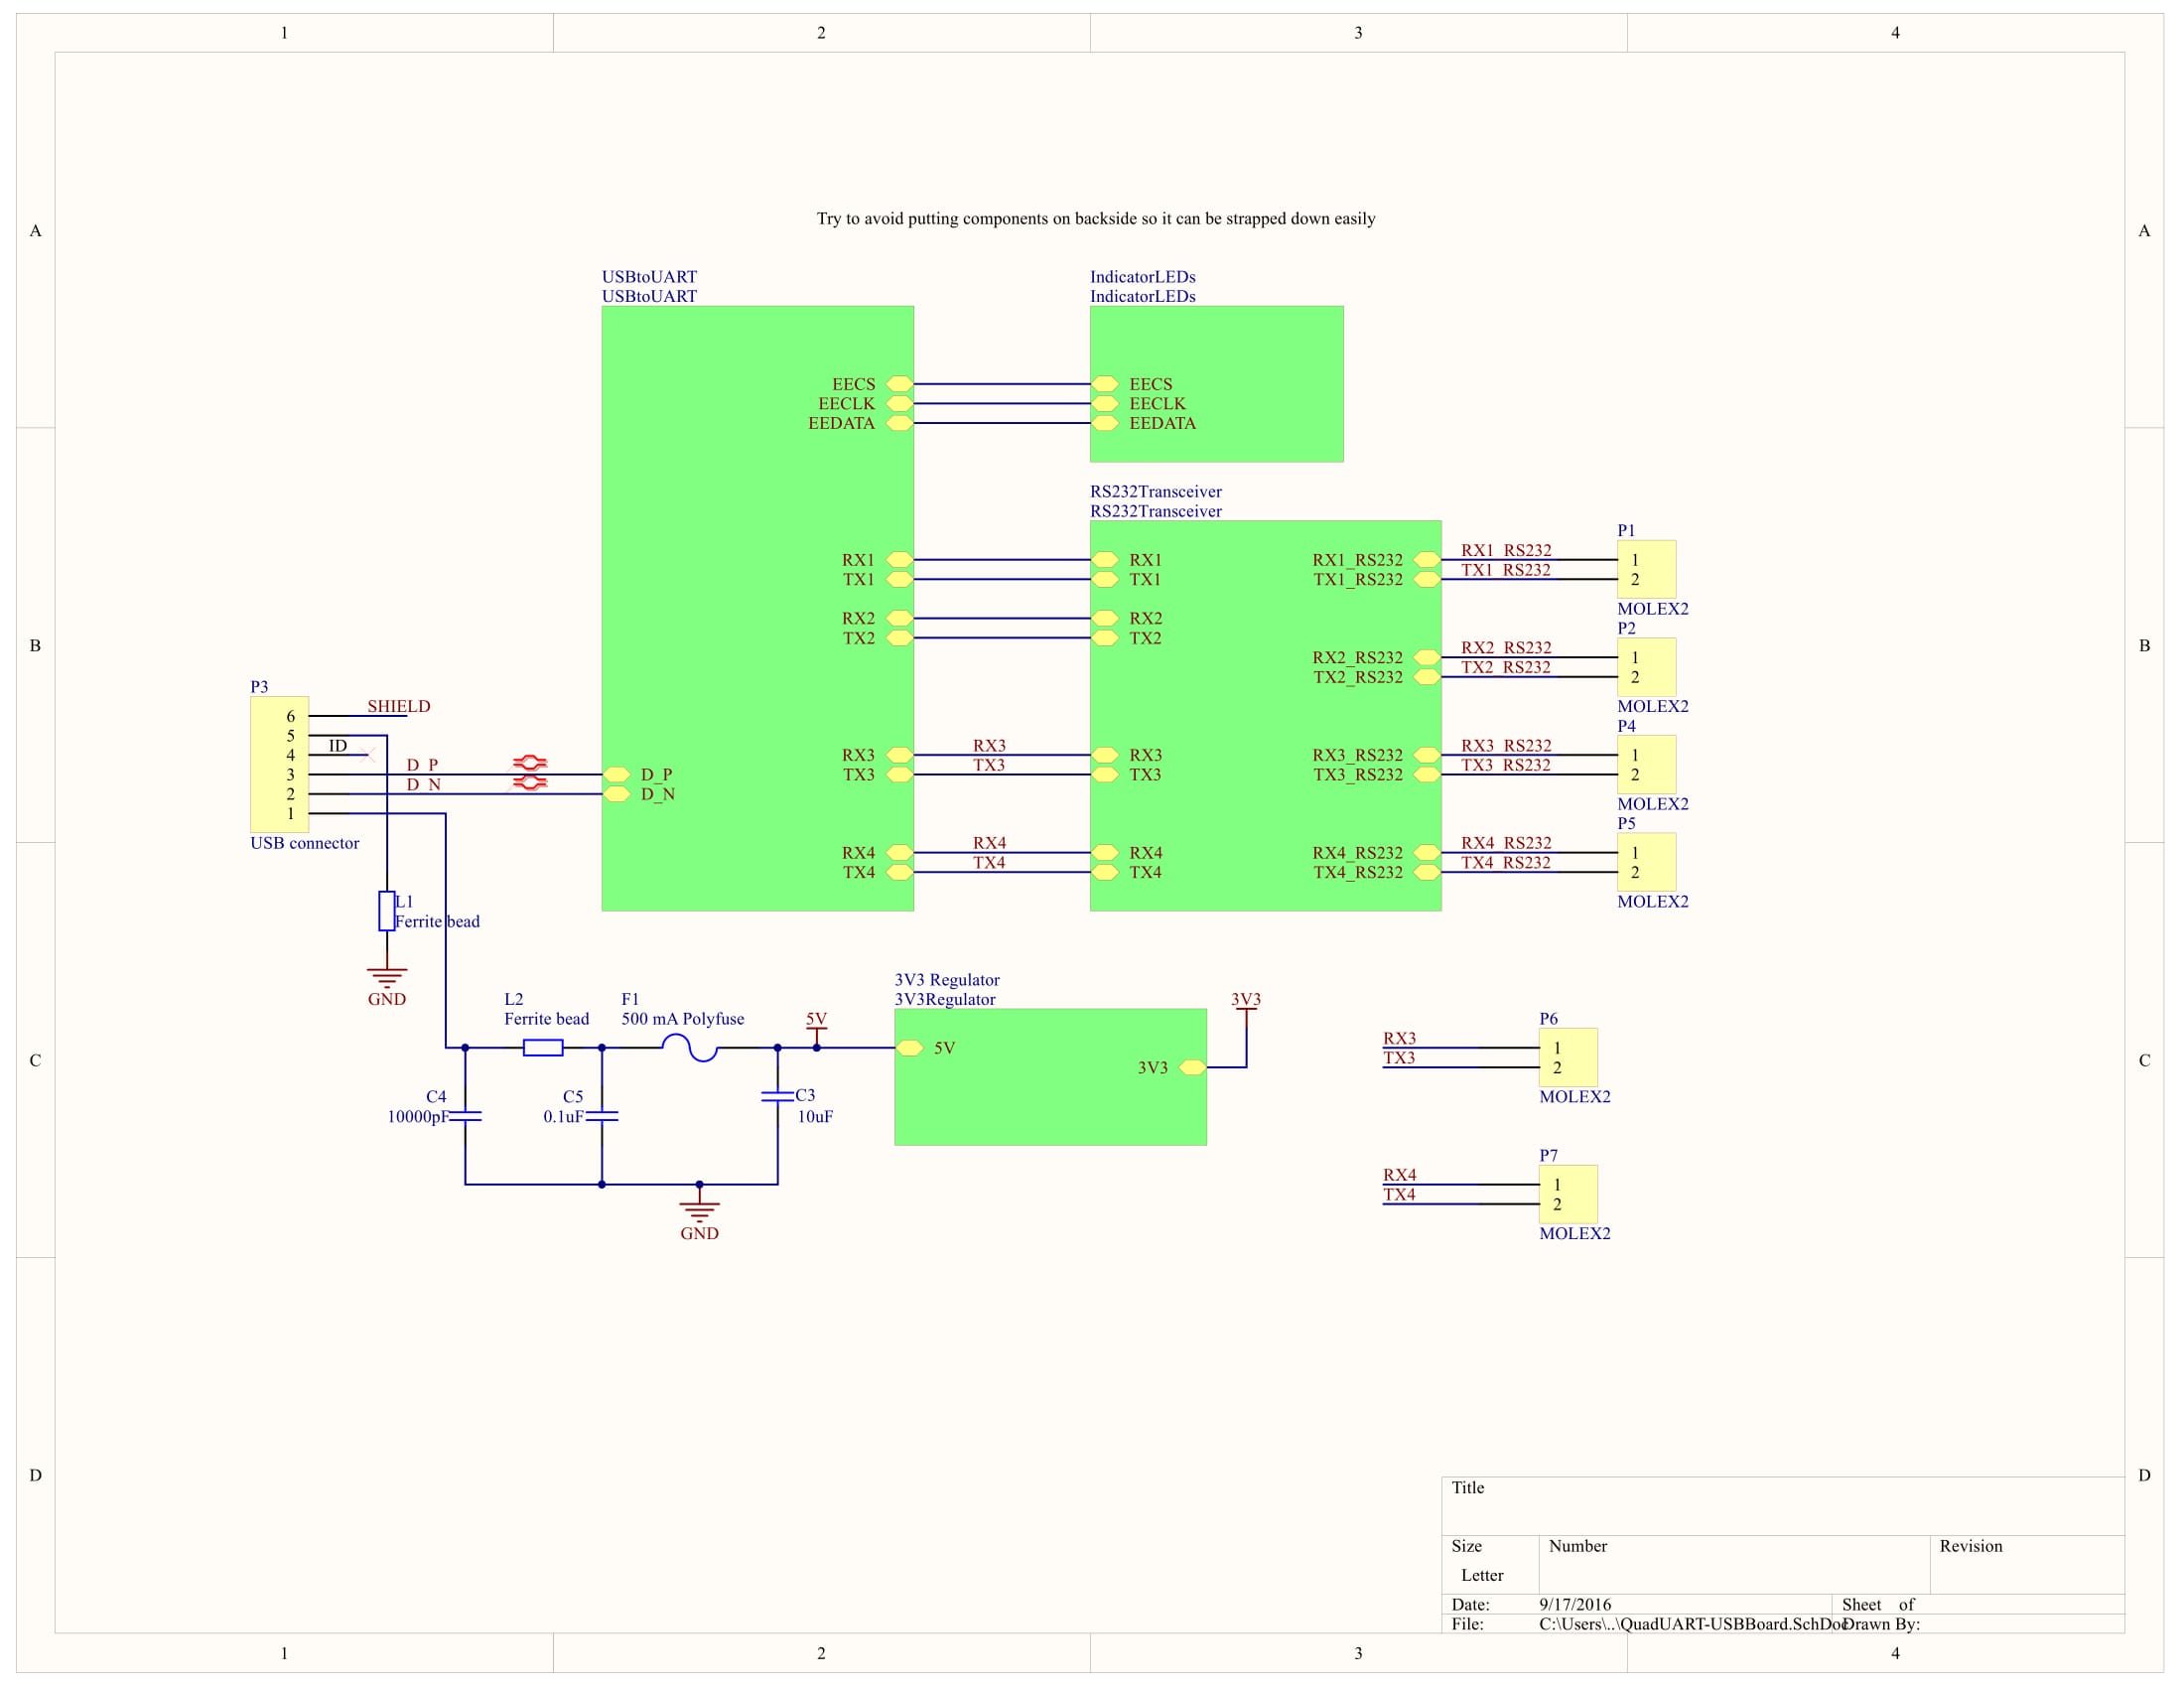 1 2 3 4
A A
Try to avoid putting components on backside so it can be strapped down easily
USBtoUART
USBtoUART
EECS
EECLK
EEDATA
RX1
TX1
RX2
TX2
RX3
TX3
RX4
TX4
D_P
D_N
IndicatorLEDs
IndicatorLEDs
EECS
EECLK
EEDATA
RS232Transceiver
RS232Transceiver
RX1
TX1
RX2
TX2
RX3
TX3
RX4
TX4
RX1_RS232
TX1_RS232
RX2_RS232
TX2_RS232
RX3_RS232
TX3_RS232
RX4_RS232
TX4_RS232
RX3
TX3
RX4
TX4
RX1_RS232
TX1_RS232
P1
1
2
MOLEX2
RX2_RS232
TX2_RS232
P2
1
2
MOLEX2
RX3_RS232
TX3_RS232
P4
1
2
MOLEX2
RX4_RS232
TX4_RS232
P5
1
2
MOLEX2
B B
P3
6
5
4
3
2
1
USB connector
SHIELD
ID
D_P
D_N
L1
Ferrite bead
GND
L2
Ferrite bead
F1
500 mA Polyfuse
5V
C4
10000pF
C5
0.1uF
C3
10uF
GND
3V3 Regulator
3V3Regulator
5V
3V3
3V3
C C
RX3
TX3
P6
1
2
MOLEX2
RX4
TX4
P7
1
2
MOLEX2
D D
Title
Size Number Revision
Letter
Date: 9/17/2016 Sheet of
File: C:\Users\..\QuadUART-USBBoard.SchDoc Drawn By:
1 2 3 4